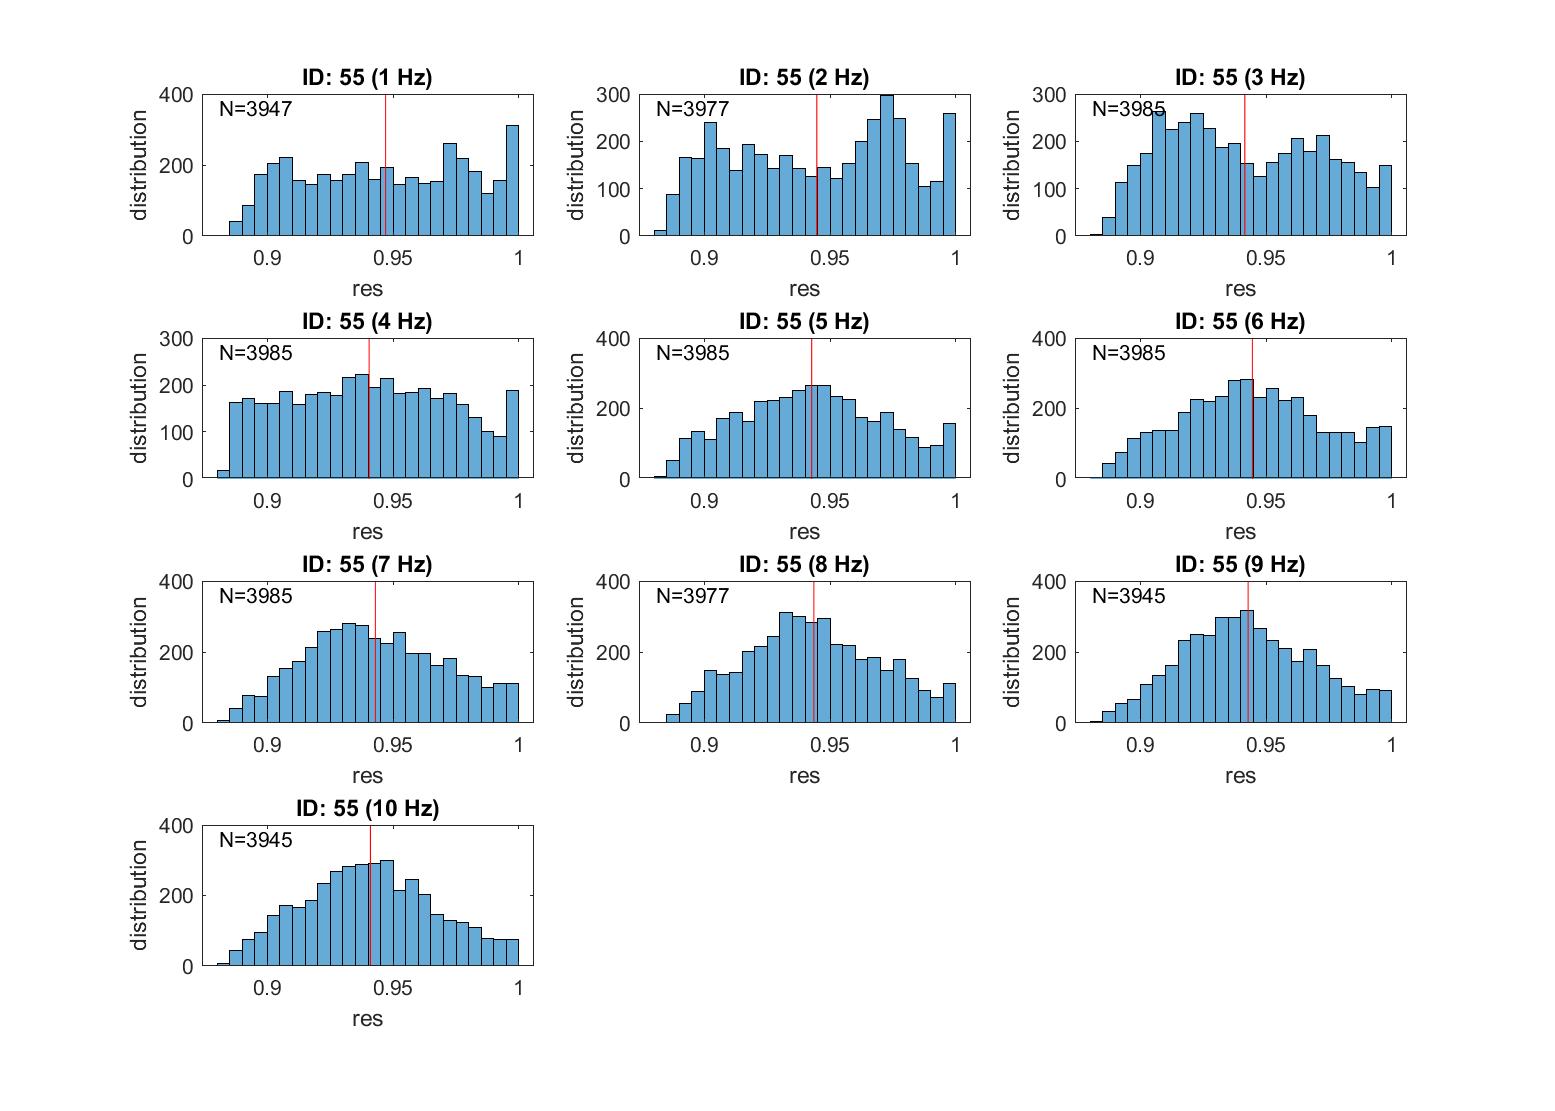 ID: 55 (1 Hz)
N=3947
distribution
400
200
0
0.9 0.95 1
res
ID: 55 (2 Hz)
N=3977
distribution
300
200
100
0
0.9 0.95 1
res
ID: 55 (3 Hz)
N=3985
distribution
300
200
100
0
0.9 0.95 1
res
ID: 55 (4 Hz)
N=3985
distribution
300
200
100
0
0.9 0.95 1
res
ID: 55 (5 Hz)
N=3985
distribution
400
200
0
0.9 0.95 1
res
ID: 55 (6 Hz)
N=3985
distribution
400
200
0
0.9 0.95 1
res
ID: 55 (7 Hz)
N=3985
distribution
400
200
0
0.9 0.95 1
res
ID: 55 (8 Hz)
N=3977
distribution
400
200
0
0.9 0.95 1
res
ID: 55 (9 Hz)
N=3945
distribution
400
200
0
0.9 0.95 1
res
ID: 55 (10 Hz)
N=3945
distribution
400
200
0
0.9 0.95 1
res